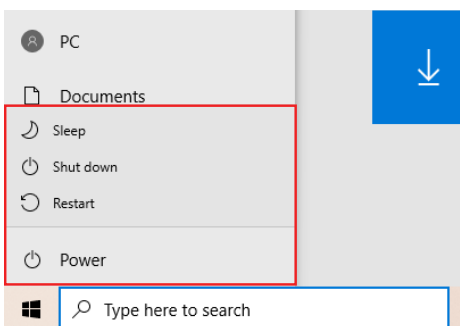 PC
Documents
Sleep
Shut down
Restart
Power
Type here to search